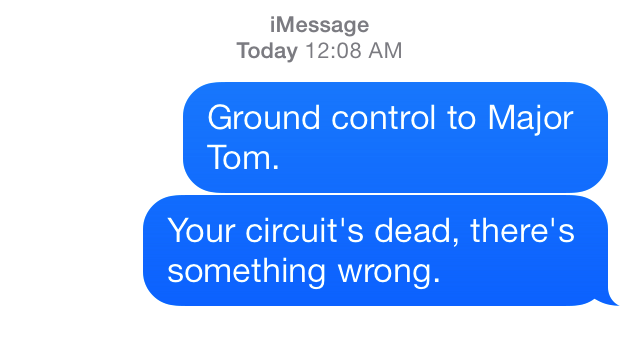 iMessage
Today 12:08 AM
Ground control to Major
Tom.
Your circuit's dead, there's
something wrong.